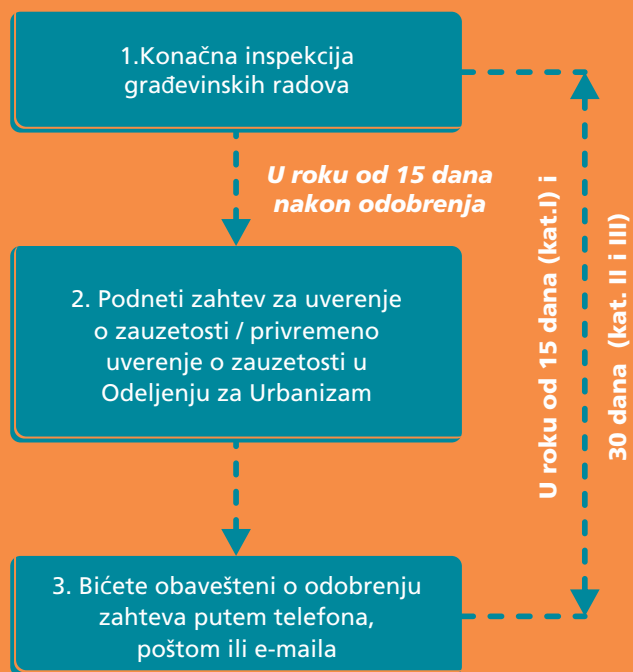 1.Konačna inspekcija
građevinskih radova
U roku od 15 dana
nakon odobrenja
2. Podneti zahtev za uverenje
o zauzetosti / privremeno
uverenje o zauzetosti u
Odeljenju za Urbanizam
3. Bićete obavešteni o odobrenju
zahteva putem telefona,
poštom ili e-maila
U roku od 15 dana (kat.I) i
30 dana (kat. II i III)